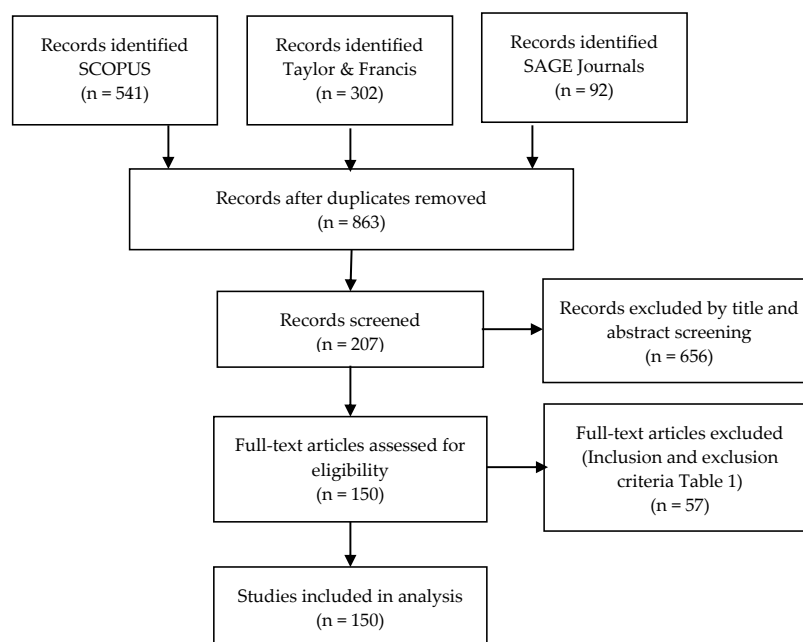 Records identified
SCOPUS
(n = 541)
Records identified
Taylor & Francis
(n = 302)
Records identified
SAGE Journals
(n = 92)
Records after duplicates removed
(n = 863)
Records screened
(n = 207)
Records excluded by title and
abstract screening
(n = 656)
Full-text articles assessed for
eligibility
(n = 150)
Full-text articles excluded
(Inclusion and exclusion
criteria Table 1)
(n = 57)
Studies included in analysis
(n = 150)